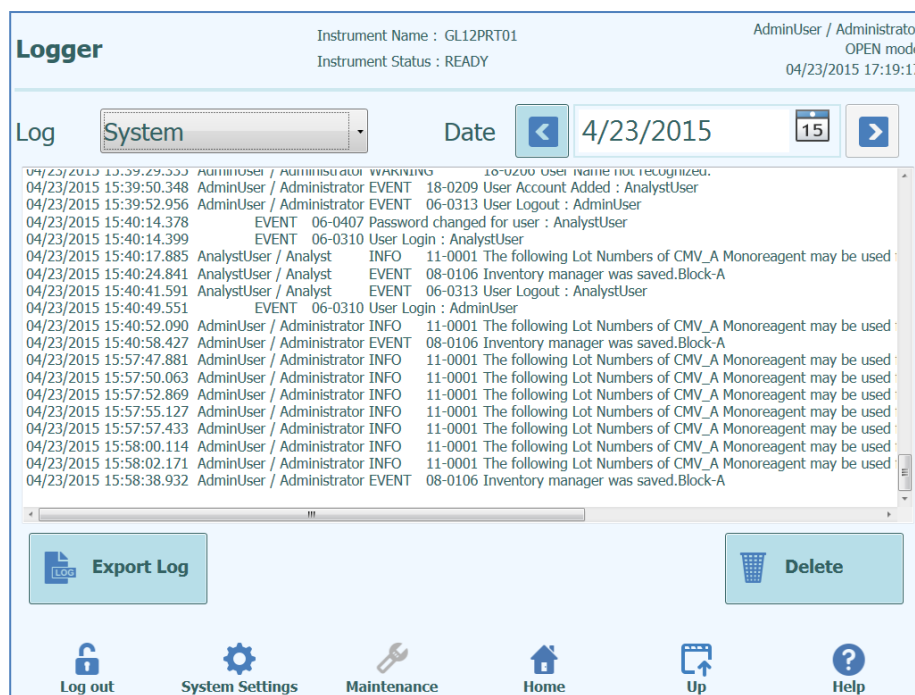 Logger
Instrument Name : GL12PRT01
Instrument Status : READY
AdminUser / Administrato
OPEN mode
04/23/2015 17:19:17
Log System Date 4/23/2015 15
04/23/2015 15:39:29.335 AdminUser / Administrator WARNING 18-0206 User Name not recognized.
04/23/2015 15:39:50.348 AdminUser / Administrator EVENT 18-0209 User Account Added : AnalystUser
04/23/2015 15:39:52.956 AdminUser / Administrator EVENT 06-0313 User Logout : AdminUser
04/23/2015 15:40:14.378 EVENT 06-0407 Password changed for user : AnalystUser
04/23/2015 15:40:14.399 EVENT 06-0310 User Login : AnalystUser
04/23/2015 15:40:17.885 AnalystUser / Analyst INFO 11-0001 The following Lot Numbers of CMV_A Monoreagent may be used
04/23/2015 15:40:24.841 AnalystUser / Analyst EVENT 08-0106 Inventory manager was saved.Block-A
04/23/2015 15:40:41.591 AnalystUser / Analyst EVENT 06-0313 User Logout : AnalystUser
04/23/2015 15:40:49.551 EVENT 06-0310 User Login : AdminUser
04/23/2015 15:40:52.090 AdminUser / Administrator INFO 11-0001 The following Lot Numbers of CMV_A Monoreagent may be used
04/23/2015 15:40:58.427 AdminUser / Administrator EVENT 08-0106 Inventory manager was saved.Block-A
04/23/2015 15:57:47.881 AdminUser / Administrator INFO 11-0001 The following Lot Numbers of CMV_A Monoreagent may be used
04/23/2015 15:57:50.063 AdminUser / Administrator INFO 11-0001 The following Lot Numbers of CMV_A Monoreagent may be used
04/23/2015 15:57:52.869 AdminUser / Administrator INFO 11-0001 The following Lot Numbers of CMV_A Monoreagent may be used
04/23/2015 15:57:55.127 AdminUser / Administrator INFO 11-0001 The following Lot Numbers of CMV_A Monoreagent may be used
04/23/2015 15:57:57.433 AdminUser / Administrator INFO 11-0001 The following Lot Numbers of CMV_A Monoreagent may be used
04/23/2015 15:58:00.114 AdminUser / Administrator INFO 11-0001 The following Lot Numbers of CMV_A Monoreagent may be used
04/23/2015 15:58:02.171 AdminUser / Administrator INFO 11-0001 The following Lot Numbers of CMV_A Monoreagent may be used
04/23/2015 15:58:38.932 AdminUser / Administrator EVENT 08-0106 Inventory manager was saved.Block-A
LOG Export Log Delete
Log out System Settings Maintenance Home Up Help